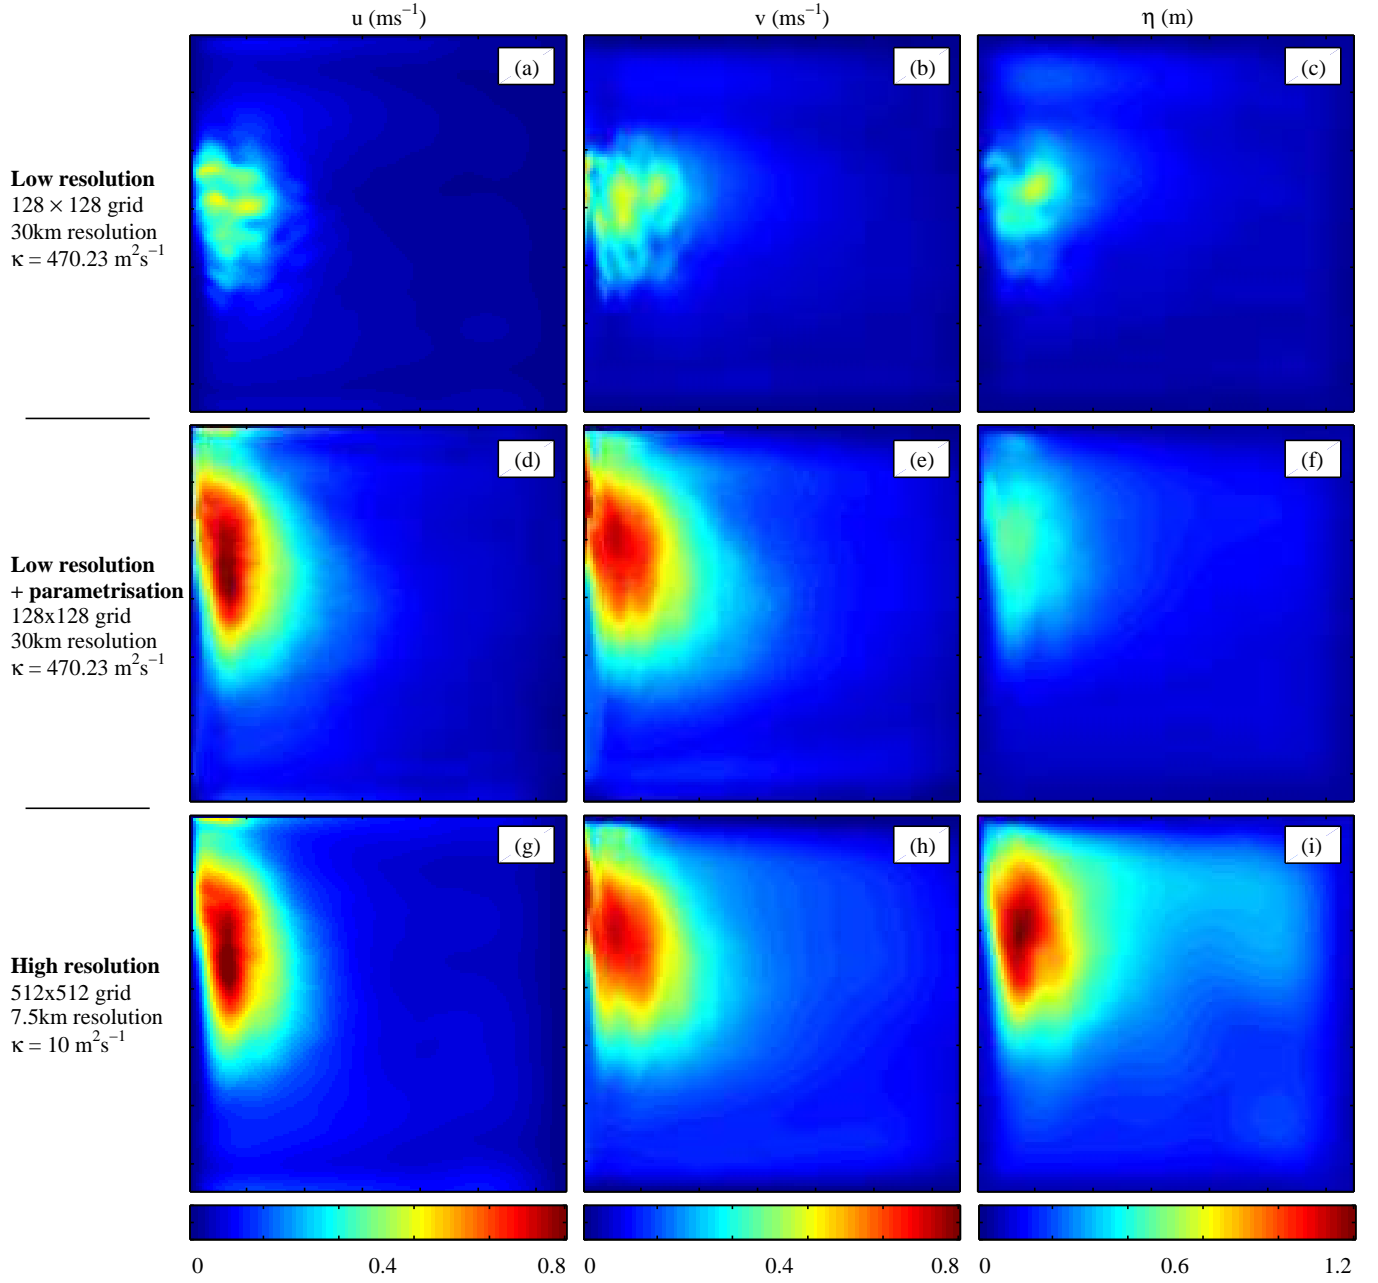 u (ms⁻¹) v (ms⁻¹) η (m)
(a) (b) (c)
Low resolution
128 × 128 grid
30km resolution
κ = 470.23 m²s⁻¹
(d) (e) (f)
Low resolution
+ parametrisation
128x128 grid
30km resolution
κ = 470.23 m²s⁻¹
(g) (h) (i)
High resolution
512x512 grid
7.5km resolution
κ = 10 m²s⁻¹
0 0.4 0.8 0 0.4 0.8 0 0.6 1.2